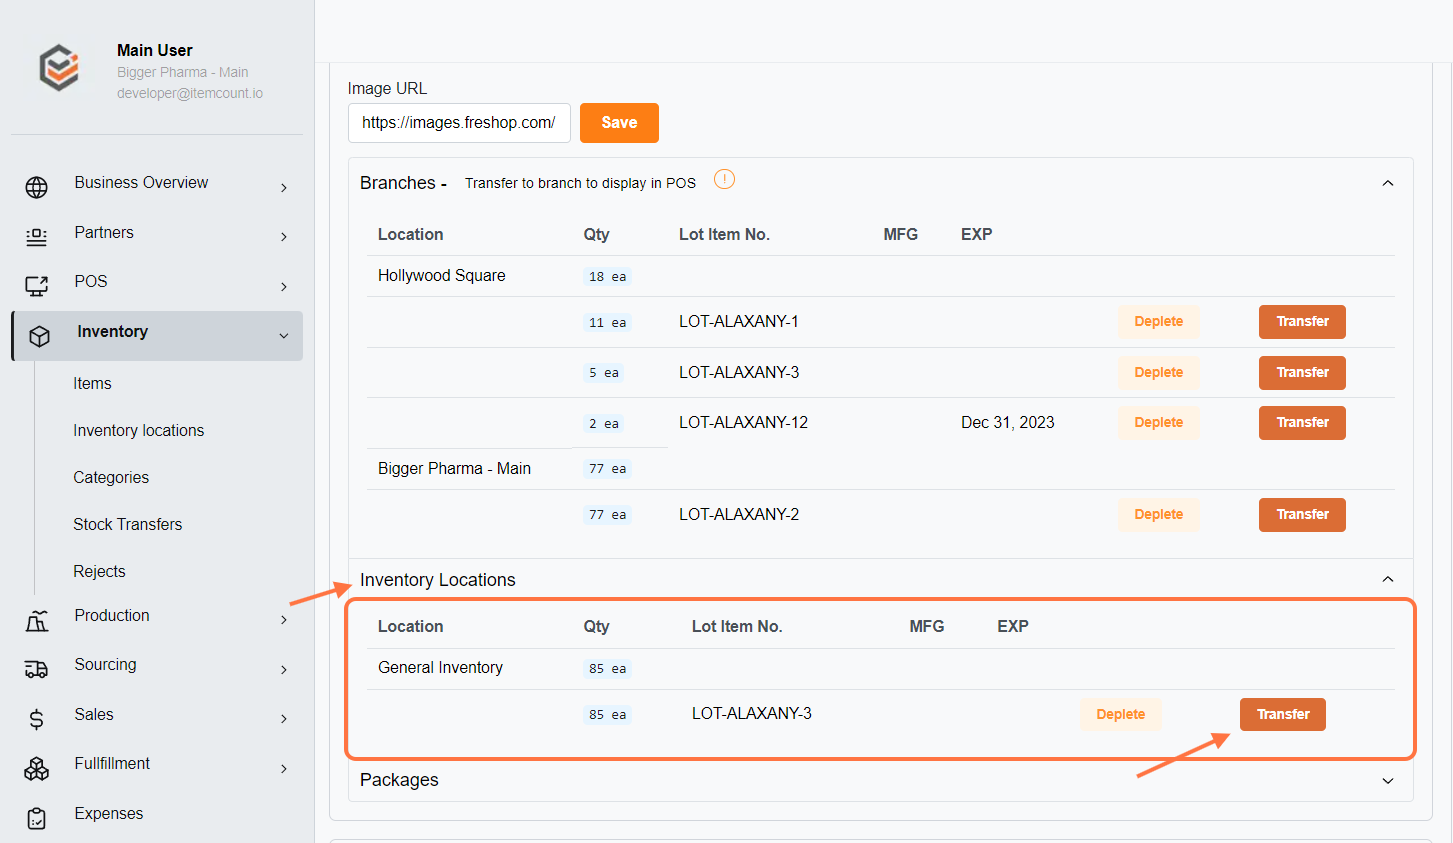 Main User
Bigger Pharma - Main
developer@itemcount.io
Business Overview
Partners
POS
Inventory
Items
Inventory locations
Categories
Stock Transfers
Rejects
Production
Sourcing
Sales
Fullfillment
Expenses
Image URL
https://images.freshop.com/ Save
Branches - Transfer to branch to display in POS
Location Qty Lot Item No. MFG EXP
Hollywood Square 18 ea
11 ea LOT-ALAXANY-1 Deplete Transfer
5 ea LOT-ALAXANY-3 Deplete Transfer
2 ea LOT-ALAXANY-12 Dec 31, 2023 Deplete Transfer
Bigger Pharma - Main 77 ea
77 ea LOT-ALAXANY-2 Deplete Transfer
Inventory Locations
Location Qty Lot Item No. MFG EXP
General Inventory 85 ea
85 ea LOT-ALAXANY-3 Deplete Transfer
Packages